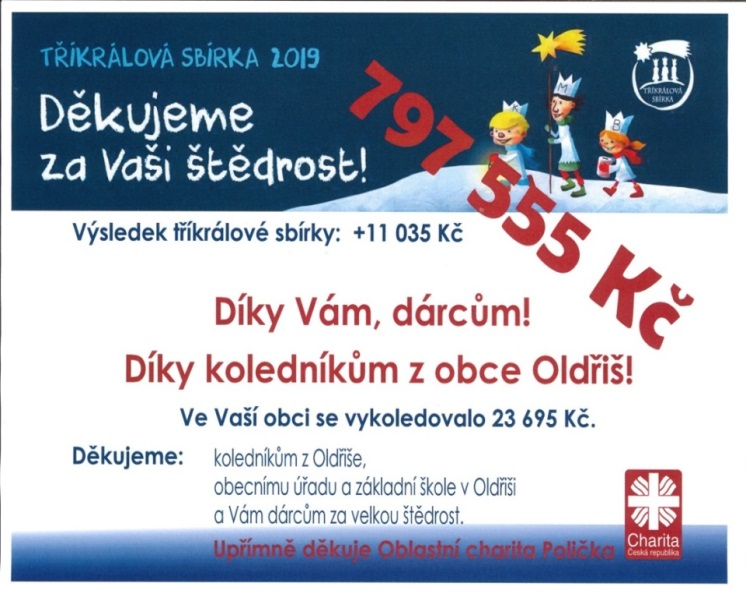 TŘÍKRÁLOVÁ SBÍRKA 2019
Děkujeme
za Vaši štědrost!
K M B
TŘÍKRÁLOVÁ
SBÍRKA
797 555 Kč
Výsledek tříkrálové sbírky: +11 035 Kč
Díky Vám, dárcům!
Díky koledníkům z obce Oldřiš!
Ve Vaší obci se vykoledovalo 23 695 Kč.
Děkujeme: koledníkům z Oldřiše,
obecnímu úřadu a základní škole v Oldřiši
a Vám dárcům za velkou štědrost.
Upřímně děkuje Oblastní charita Polička
Charita
Česká republika